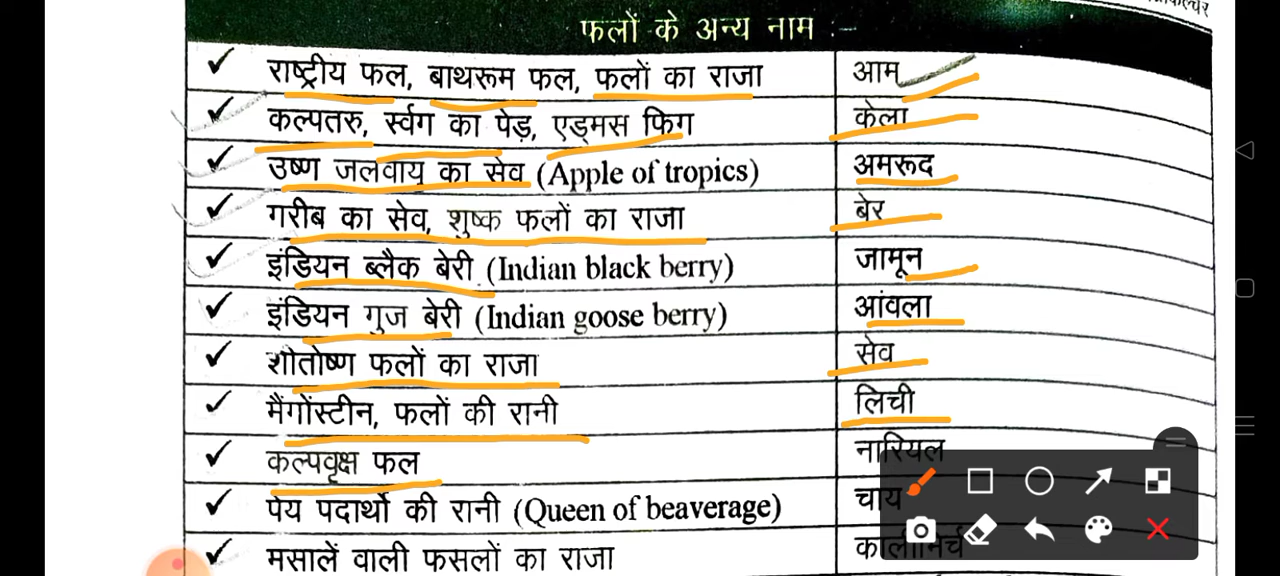 फलों के अन्य नाम :–
राष्ट्रीय फल, बाथरूम फल, फलों का राजा आम
कल्पतरु, र्स्वग का पेड़, एड्मस फिग केला
उष्ण जलवायु का सेव (Apple of tropics) अमरूद
गरीब का सेव, शुष्क फलों का राजा बेर
इंडियन ब्लैक बेरी (Indian black berry) जामून
इंडियन गुज बेरी (Indian goose berry) आंवला
शीतोष्ण फलों का राजा सेव
मैंगोंस्टीन, फलों की रानी लिची
कल्पवृक्ष फल नारियल
पेय पदार्थो की रानी (Queen of beaverage) चाय
मसालें वाली फसलों का राजा